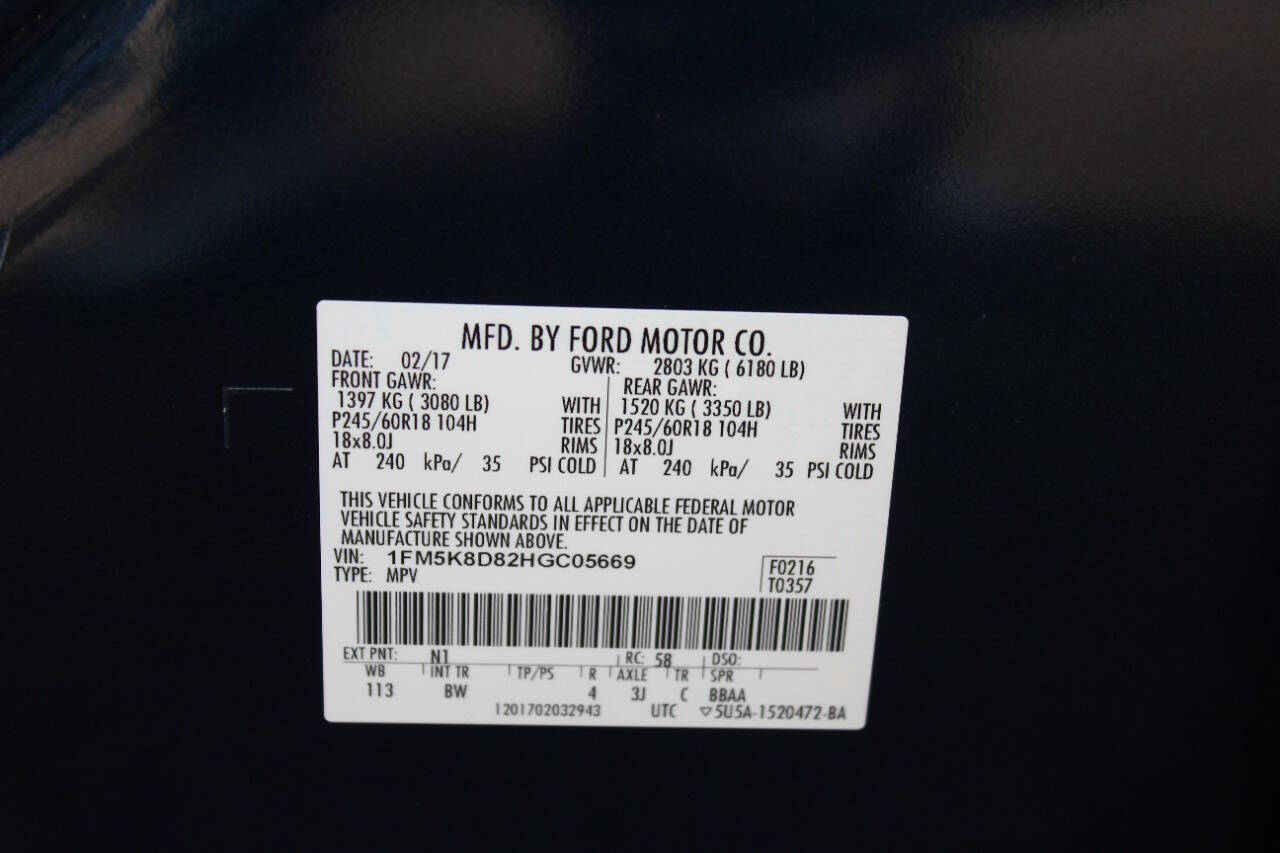 MFD. BY FORD MOTOR CO.
DATE: 02/17 GVWR: 2803 KG ( 6180 LB)
FRONT GAWR: REAR GAWR:
1397 KG ( 3080 LB) WITH 1520 KG ( 3350 LB) WITH
P245/60R18 104H TIRES P245/60R18 104H TIRES
18x8.0J RIMS 18x8.0J RIMS
AT 240 kPa/ 35 PSI COLD AT 240 kPa/ 35 PSI COLD
THIS VEHICLE CONFORMS TO ALL APPLICABLE FEDERAL MOTOR
VEHICLE SAFETY STANDARDS IN EFFECT ON THE DATE OF
MANUFACTURE SHOWN ABOVE.
VIN: 1FM5K8D82HGC05669 F0216
TYPE: MPV T0357
EXT PNT: N1 RC: 58 DSO:
WB INT TR TP/PS R AXLE TR SPR
113 BW 4 3J C BBAA
1201702032943 UTC ▽5U5A-1520472-BA